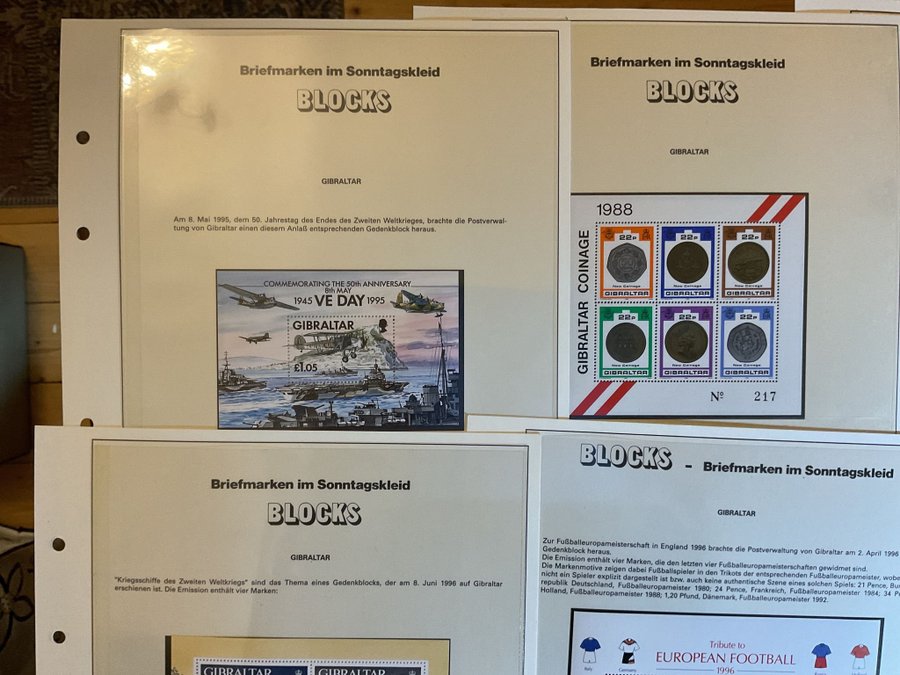 Briefmarken im Sonntagskleid
BLOCKS
GIBRALTAR
Am 8. Mai 1995, dem 50. Jahrestag des Endes des Zweiten Weltkrieges, brachte die Postverwal-
tung von Gibraltar einen diesem Anlaß entsprechenden Gedenkblock heraus.
COMMEMORATING THE 50th ANNIVERSARY
8th MAY
1945 VE DAY 1995
GIBRALTAR
£1.05
Briefmarken im Sonntagskleid
BLOCKS
GIBRALTAR
1988
GIBRALTAR COINAGE
22p
New Coinage
GIBRALTAR
22p
New Coinage
GIBRALTAR
22p
New Coinage
GIBRALTAR
22p
New Coinage
GIBRALTAR
22p
New Coinage
GIBRALTAR
22p
New Coinage
GIBRALTAR
No 217
Briefmarken im Sonntagskleid
BLOCKS
GIBRALTAR
"Kriegsschiffe des Zweiten Weltkriegs" sind das Thema eines Gedenkblocks, der am 8. Juni 1996 auf Gibraltar
erschienen ist. Die Emission enthält vier Marken:
GIBRALTAR GIBRALTAR
BLOCKS - Briefmarken im Sonntagskleid
GIBRALTAR
Zur Fußballeuropameisterschaft in England 1996 brachte die Postverwaltung von Gibraltar am 2. April 1996
Gedenkblock heraus.
Die Emission enthält vier Marken, die den letzten vier Fußballeuropameisterschaften gewidmet sind.
Die Markenmotive zeigen dabei Fußballspieler in den Trikots der entsprechenden Fußballeuropameister, wobe
nicht ein Spieler explizit dargestellt ist bzw. auch keine authentische Szene eines solchen Spiels: 21 Pence, Bun
republik Deutschland, Fußballeuropameister 1980; 24 Pence, Frankreich, Fußballeuropameister 1984; 34 P
Holland, Fußballeuropameister 1988; 1,20 Pfund, Dänemark, Fußballeuropameister 1992.
Tribute to
EUROPEAN FOOTBALL
1996
Italy Germany